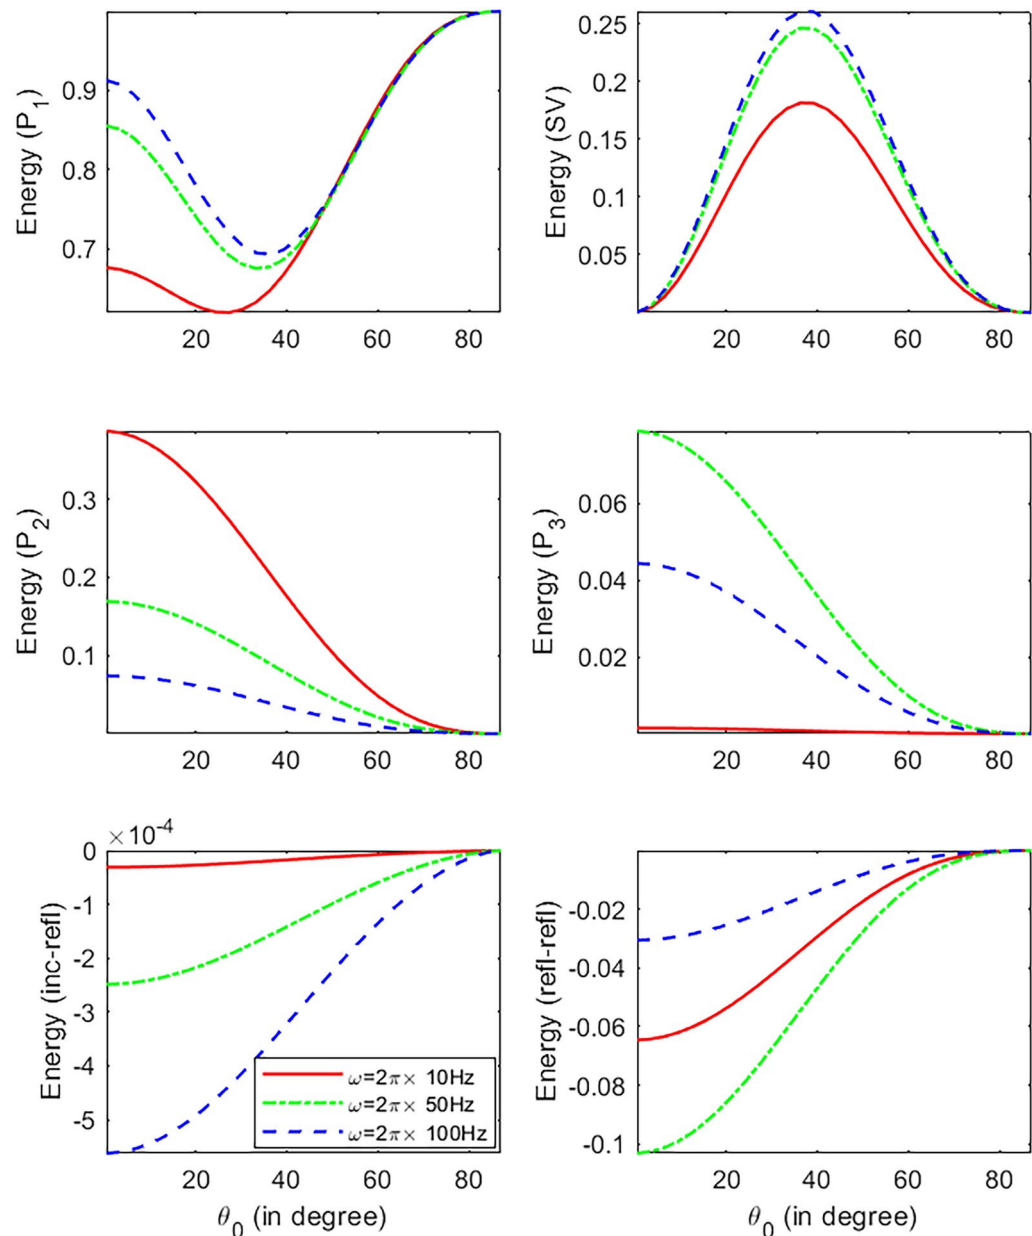 Energy (P₁)
0.9
0.8
0.7
20 40 60 80
Energy (SV)
0.25
0.2
0.15
0.1
0.05
20 40 60 80
Energy (P₂)
0.3
0.2
0.1
20 40 60 80
Energy (P₃)
0.06
0.04
0.02
20 40 60 80
×10⁻⁴
Energy (inc-refl)
0
-1
-2
-3
-4
-5
ω=2π× 10Hz
ω=2π× 50Hz
ω=2π× 100Hz
20 40 60 80
θ₀ (in degree)
Energy (refl-refl)
-0.02
-0.04
-0.06
-0.08
-0.1
20 40 60 80
θ₀ (in degree)